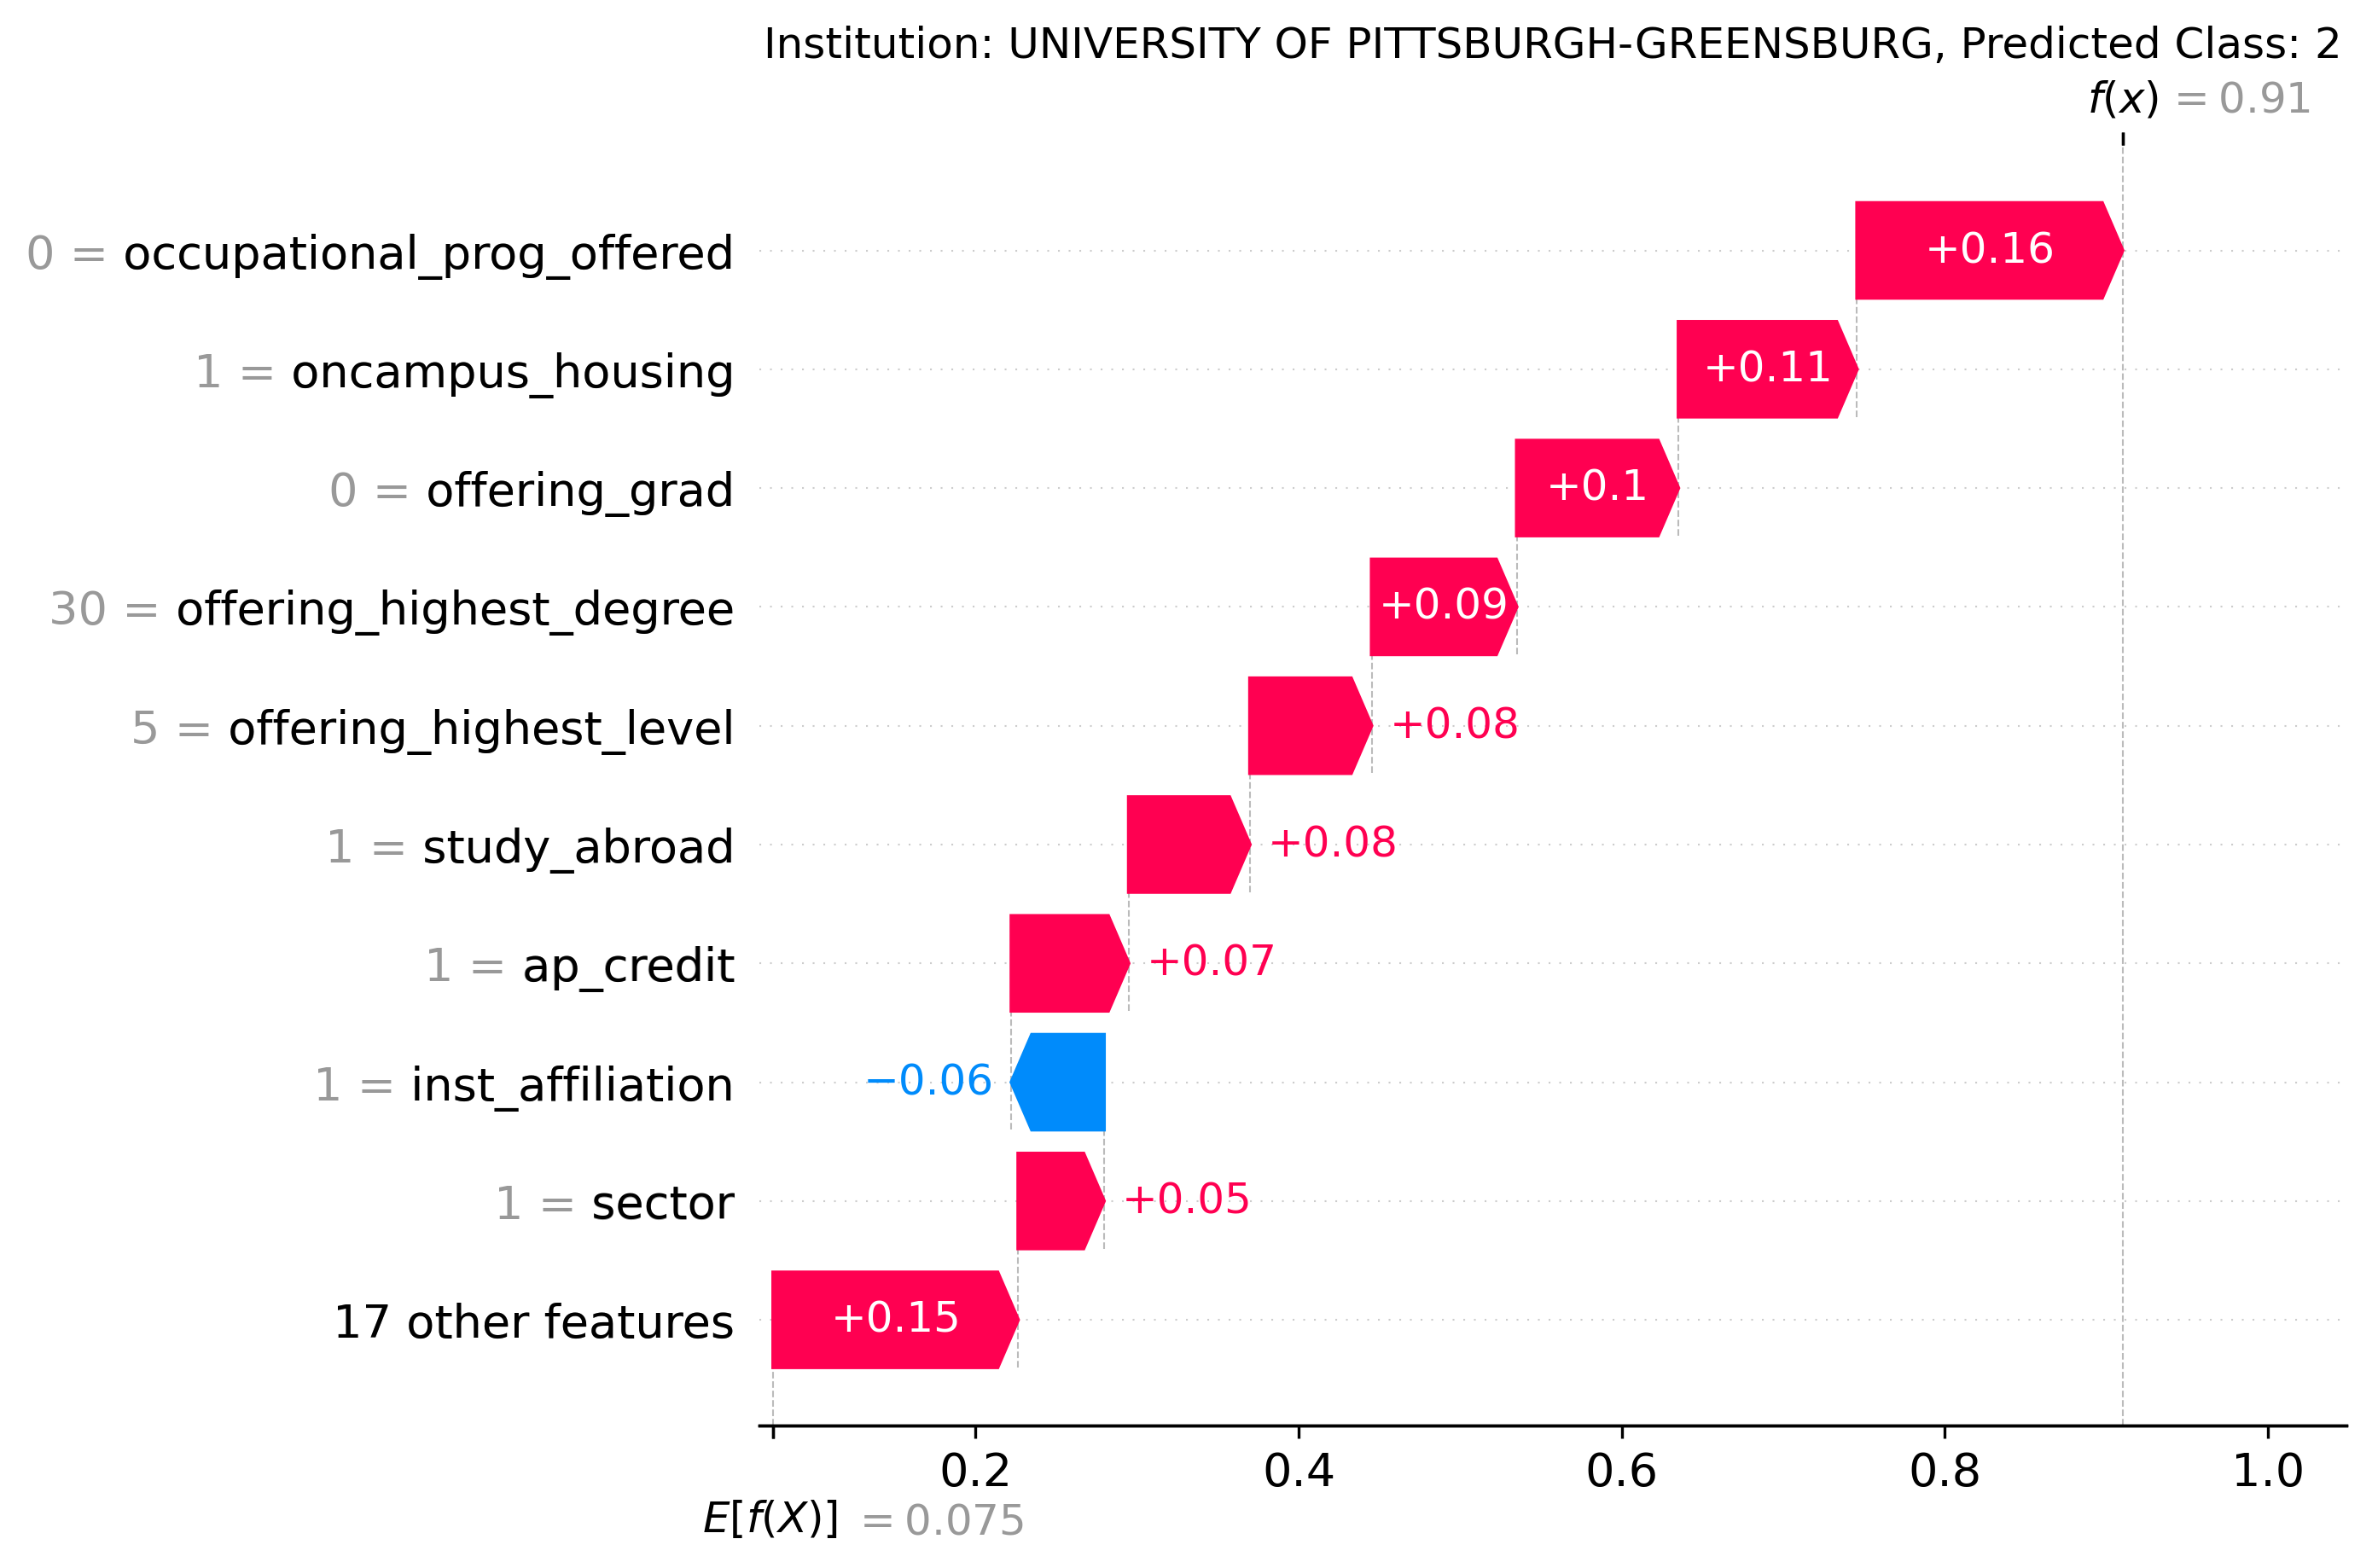 Institution: UNIVERSITY OF PITTSBURGH-GREENSBURG, Predicted Class: 2
f(x) = 0.91
0 = occupational_prog_offered +0.16
1 = oncampus_housing +0.11
0 = offering_grad +0.1
30 = offering_highest_degree +0.09
5 = offering_highest_level +0.08
1 = study_abroad +0.08
1 = ap_credit +0.07
1 = inst_affiliation −0.06
1 = sector +0.05
17 other features +0.15
0.2 0.4 0.6 0.8 1.0
E[f(X)] = 0.075